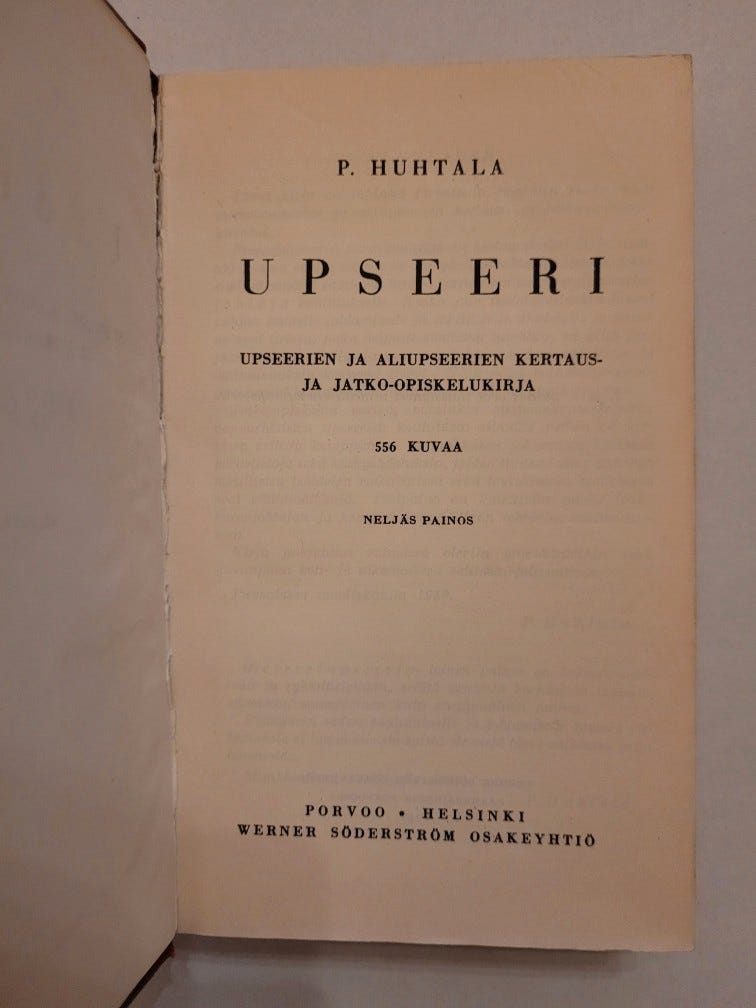 P. HUHTALA
UPSEERI
UPSEERIEN JA ALIUPSEERIEN KERTAUS-
JA JATKO-OPISKELUKIRJA
556 KUVAA
NELJÄS PAINOS
PORVOO • HELSINKI
WERNER SÖDERSTRÖM OSAKEYHTIÖ